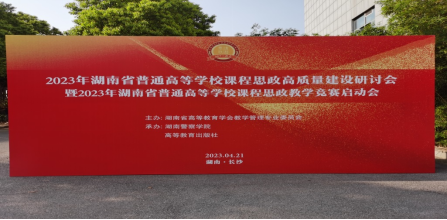 2023年湖南省普通高等学校课程思政高质量建设研讨会
暨2023年湖南省普通高等学校课程思政教学竞赛启动会
主办：湖南省高等教育学会教学管理专业委员会
承办：湖南警察学院
高等教育出版社
2023.04.21
湖南·长沙